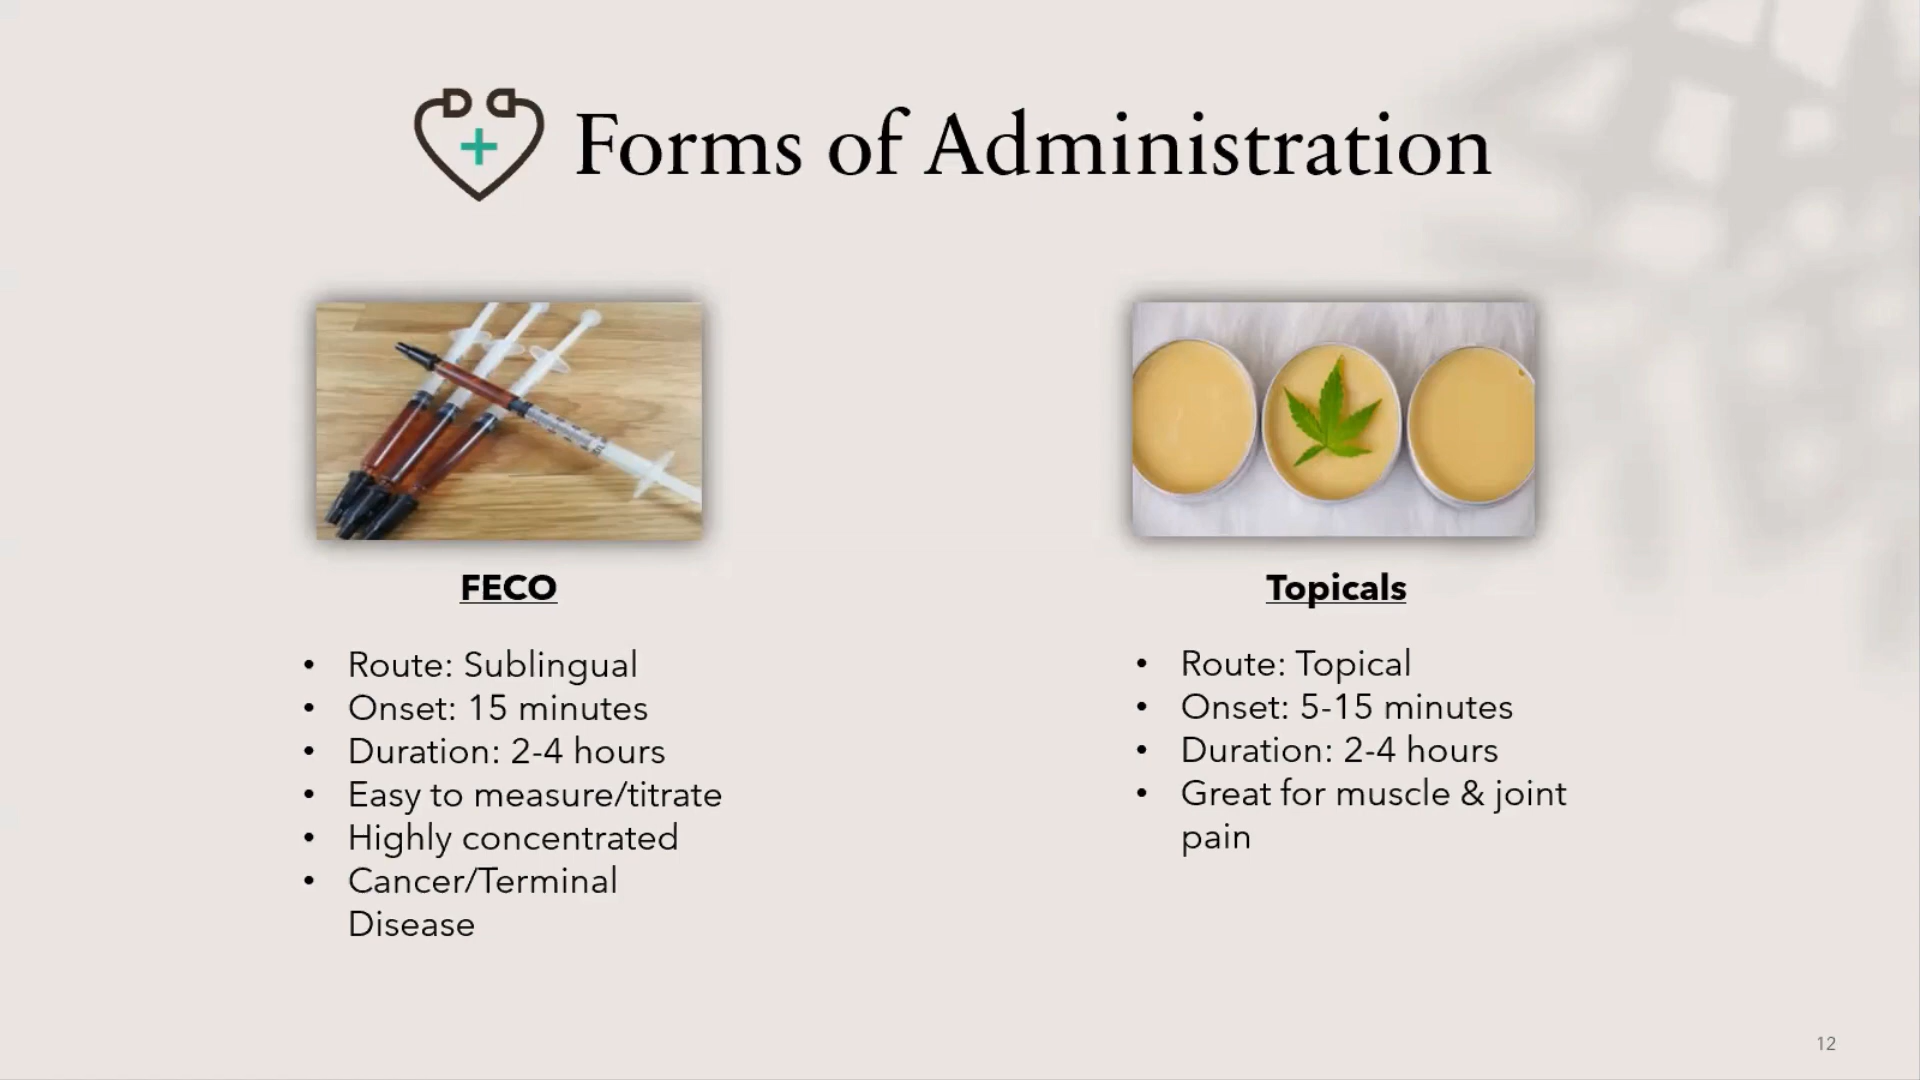 Forms of Administration
FECO
• Route: Sublingual
• Onset: 15 minutes
• Duration: 2-4 hours
• Easy to measure/titrate
• Highly concentrated
• Cancer/Terminal
Disease
Topicals
• Route: Topical
• Onset: 5-15 minutes
• Duration: 2-4 hours
• Great for muscle & joint
pain
12